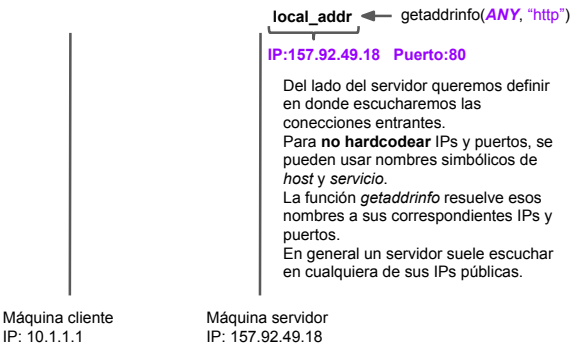 local_addr getaddrinfo(ANY, “http”)
IP:157.92.49.18 Puerto:80
Del lado del servidor queremos definir
en donde escucharemos las
conecciones entrantes.
Para no hardcodear IPs y puertos, se
pueden usar nombres simbólicos de
host y servicio.
La función getaddrinfo resuelve esos
nombres a sus correspondientes IPs y
puertos.
En general un servidor suele escuchar
en cualquiera de sus IPs públicas.
Máquina cliente
IP: 10.1.1.1
Máquina servidor
IP: 157.92.49.18